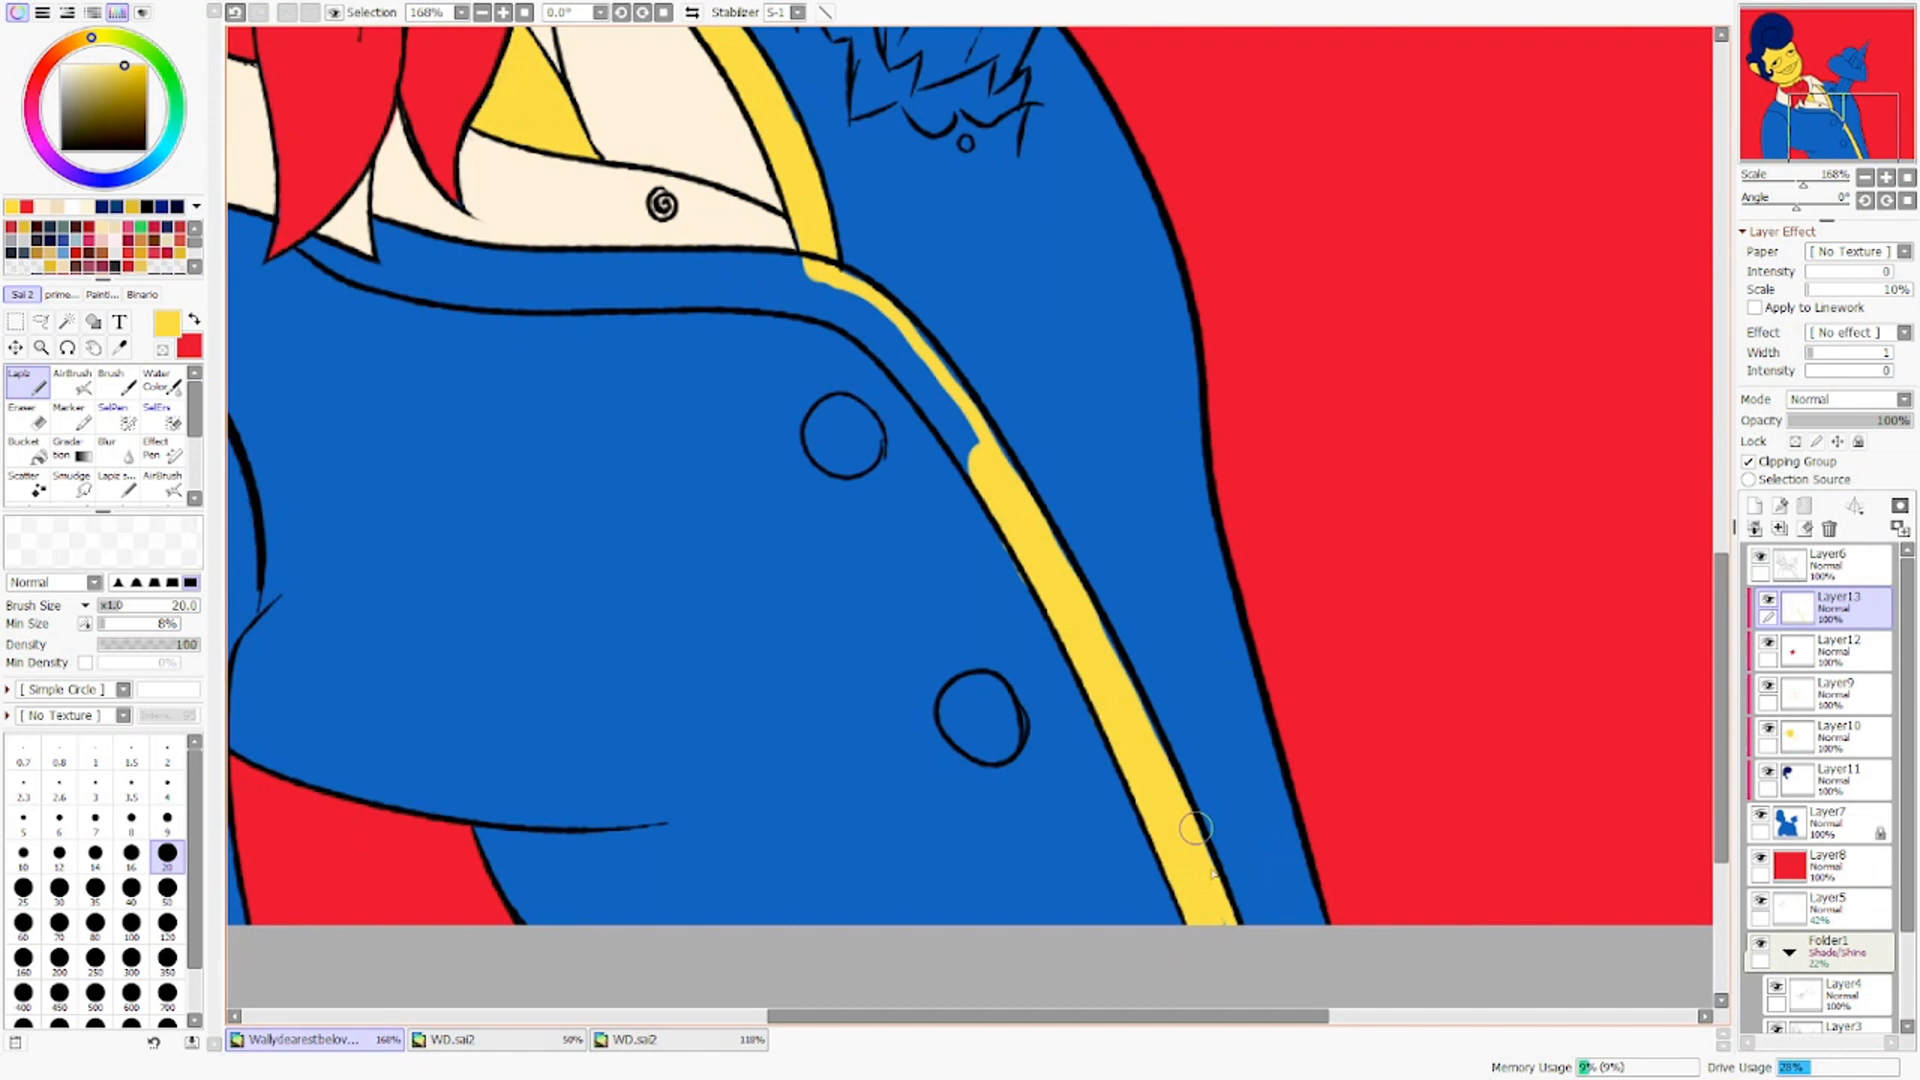 Selection 168% 0.0° Stabilizer S-1
Sai 2 prime... Painti... Binario
T
Lapiz AirBrush Brush Water Color
Eraser Marker SelPen SelErs
Bucket Gradation Blur Effect Pen
Scatter Smudge Lapiz s... AirBrush
Normal
Brush Size x1.0 20.0
Min Size 8%
Density 100
Min Density 0%
[ Simple Circle ]
[ No Texture ] 95
0.7 0.8 1 1.5 2
2.3 2.6 3 3.5 4
5 6 7 8 9
10 12 14 16 20
25 30 35 40 50
60 70 80 100 120
160 200 250 300 350
400 450 500 600 700
Wallydearestbelov... 168% WD.sai2 50% WD.sai2 118%
Scale 168%
Angle 0°
Layer Effect
Paper [ No Texture ]
Intensity 0
Scale 10%
Apply to Linework
Effect [ No effect ]
Width 1
Intensity 0
Mode Normal
Opacity 100%
Lock
Clipping Group
Selection Source
Layer6
Normal
100%
Layer13
Normal
100%
Layer12
Normal
100%
Layer9
Normal
100%
Layer10
Normal
100%
Layer11
Normal
100%
Layer7
Normal
100%
Layer8
Normal
100%
Layer5
Normal
42%
Folder1
Shade/Shine
22%
Layer4
Normal
100%
Layer3
Memory Usage 9% (9%) Drive Usage 28%